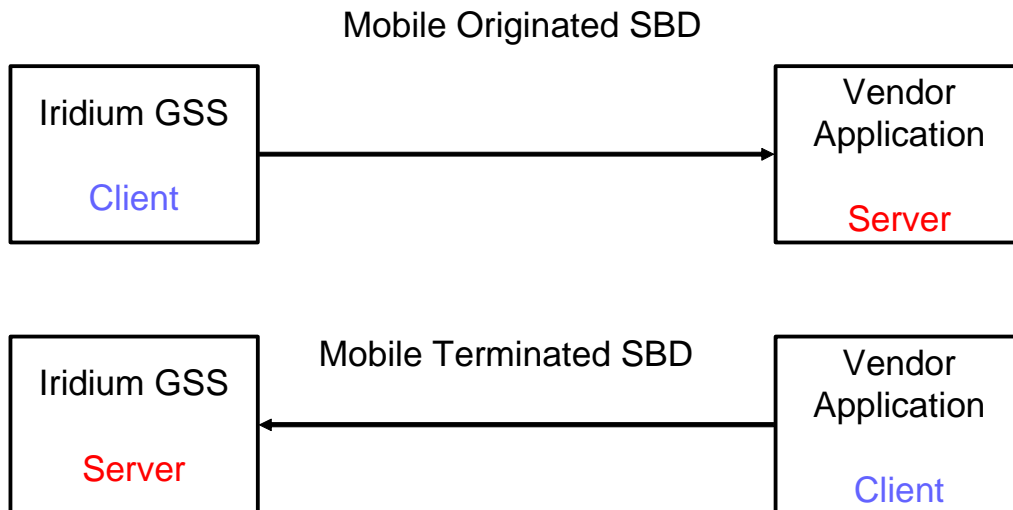 Mobile Originated SBD
Iridium GSS
Client
Vendor
Application
Server
Mobile Terminated SBD
Iridium GSS
Server
Vendor
Application
Client